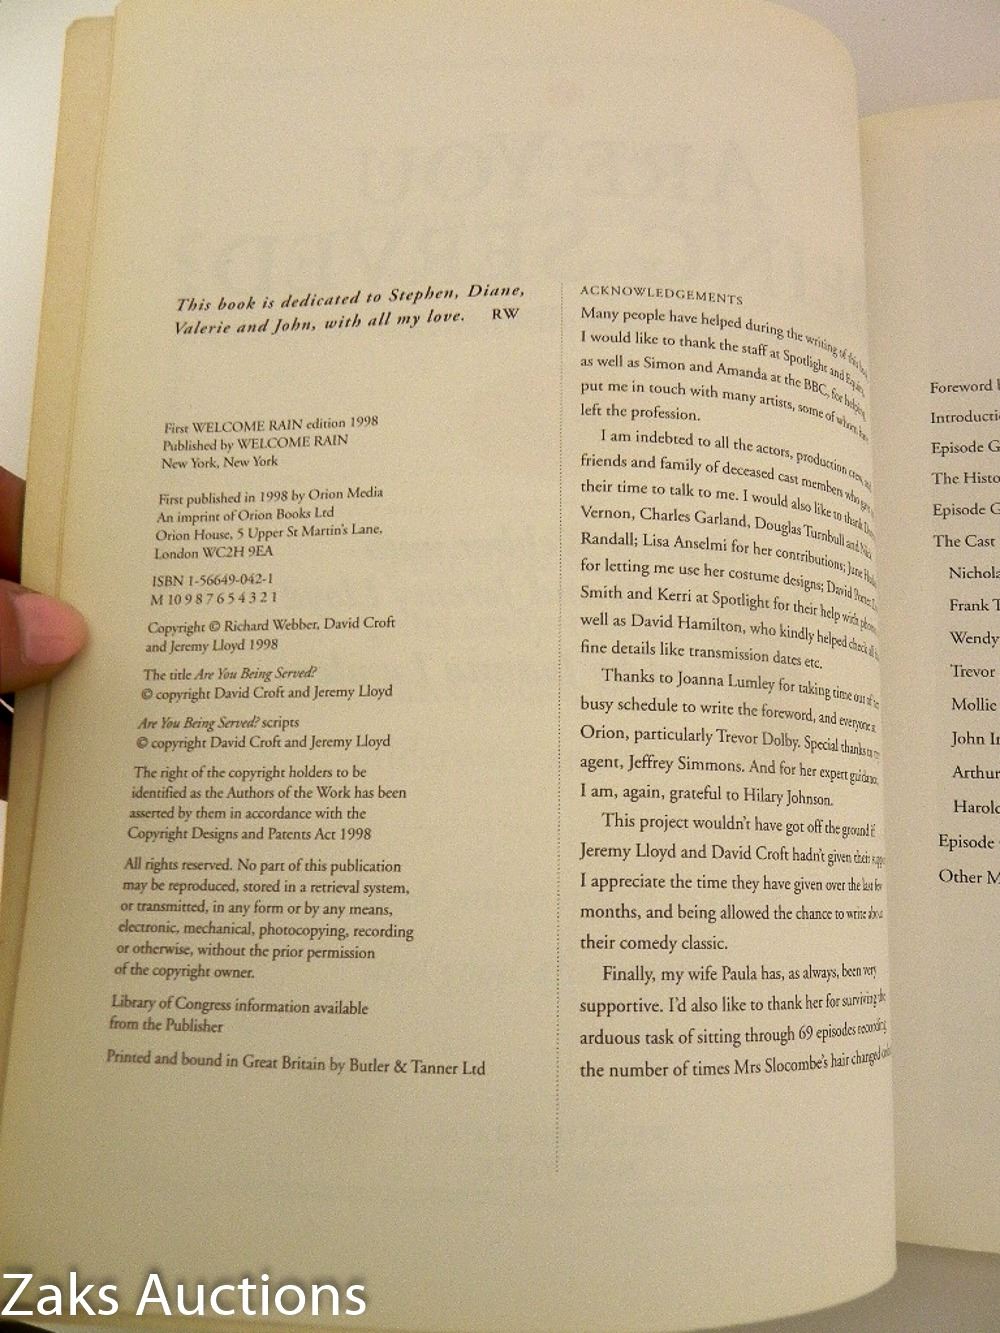 This book is dedicated to Stephen, Diane,
Valerie and John, with all my love. RW
First WELCOME RAIN edition 1998
Published by WELCOME RAIN
New York, New York
First published in 1998 by Orion Media
An imprint of Orion Books Ltd
Orion House, 5 Upper St Martin's Lane,
London WC2H 9EA
ISBN 1-56649-042-1
M 10 9 8 7 6 5 4 3 2 1
Copyright © Richard Webber, David Croft
and Jeremy Lloyd 1998
The title Are You Being Served?
© copyright David Croft and Jeremy Lloyd
Are You Being Served? scripts
© copyright David Croft and Jeremy Lloyd
The right of the copyright holders to be
identified as the Authors of the Work has been
asserted by them in accordance with the
Copyright Designs and Patents Act 1998
All rights reserved. No part of this publication
may be reproduced, stored in a retrieval system,
or transmitted, in any form or by any means,
electronic, mechanical, photocopying, recording
or otherwise, without the prior permission
of the copyright owner.
Library of Congress information available
from the Publisher
Printed and bound in Great Britain by Butler & Tanner Ltd
ACKNOWLEDGEMENTS
Many people have helped during the writing of this
I would like to thank the staff at Spotlight and
as well as Simon and Amanda at the BBC, for helping
put me in touch with many artists, some of whom
left the profession.
I am indebted to all the actors, production crew, and
friends and family of deceased cast members who
their time to talk to me. I would also like to thank
Vernon, Charles Garland, Douglas Turnbull and
Randall; Lisa Anselmi for her contributions; June
for letting me use her costume designs; David
Smith and Kerri at Spotlight for their help with
well as David Hamilton, who kindly helped check all
fine details like transmission dates etc.
Thanks to Joanna Lumley for taking time out of
busy schedule to write the foreword, and everyone at
Orion, particularly Trevor Dolby. Special thanks to my
agent, Jeffrey Simmons. And for her expert guidance,
I am, again, grateful to Hilary Johnson.
This project wouldn't have got off the ground if
Jeremy Lloyd and David Croft hadn't given their
I appreciate the time they have given over the last few
months, and being allowed the chance to write about
their comedy classic.
Finally, my wife Paula has, as always, been very
supportive. I'd also like to thank her for surviving the
arduous task of sitting through 69 episodes recording
the number of times Mrs Slocombe's hair changed
Foreword
Introducti
Episode G
The Histo
Episode G
The Cast
Nichola
Frank T
Wendy
Trevor
Mollie
John In
Arthur
Harold
Episode
Other M
Zaks Auctions